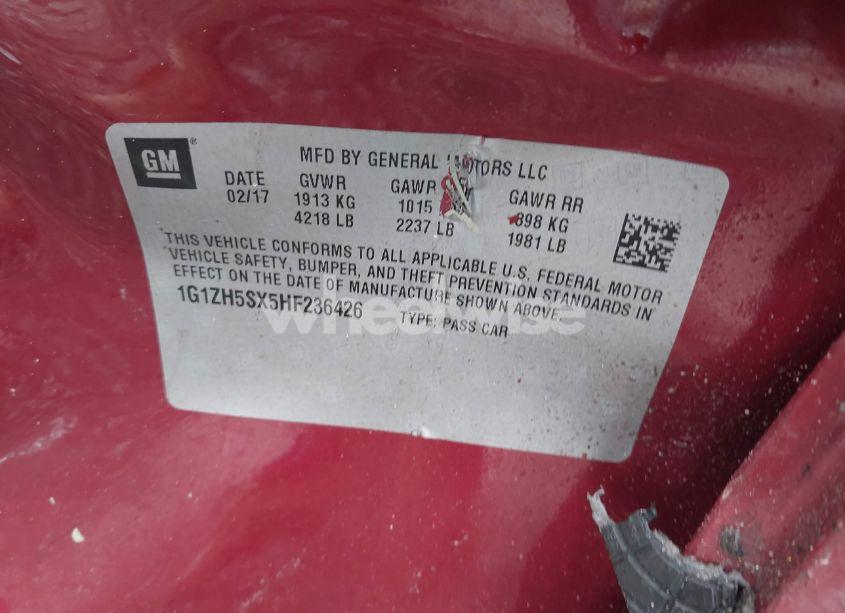 GM ®
MFD BY GENERAL MOTORS LLC
DATE GVWR GAWR GAWR RR
02/17 1913 KG 1015 898 KG
4218 LB 2237 LB 1981 LB
THIS VEHICLE CONFORMS TO ALL APPLICABLE U.S. FEDERAL MOTOR
VEHICLE SAFETY, BUMPER, AND THEFT PREVENTION STANDARDS IN
EFFECT ON THE DATE OF MANUFACTURE SHOWN ABOVE.
1G1ZH5SX5HF236426 TYPE: PASS CAR
wheelwise